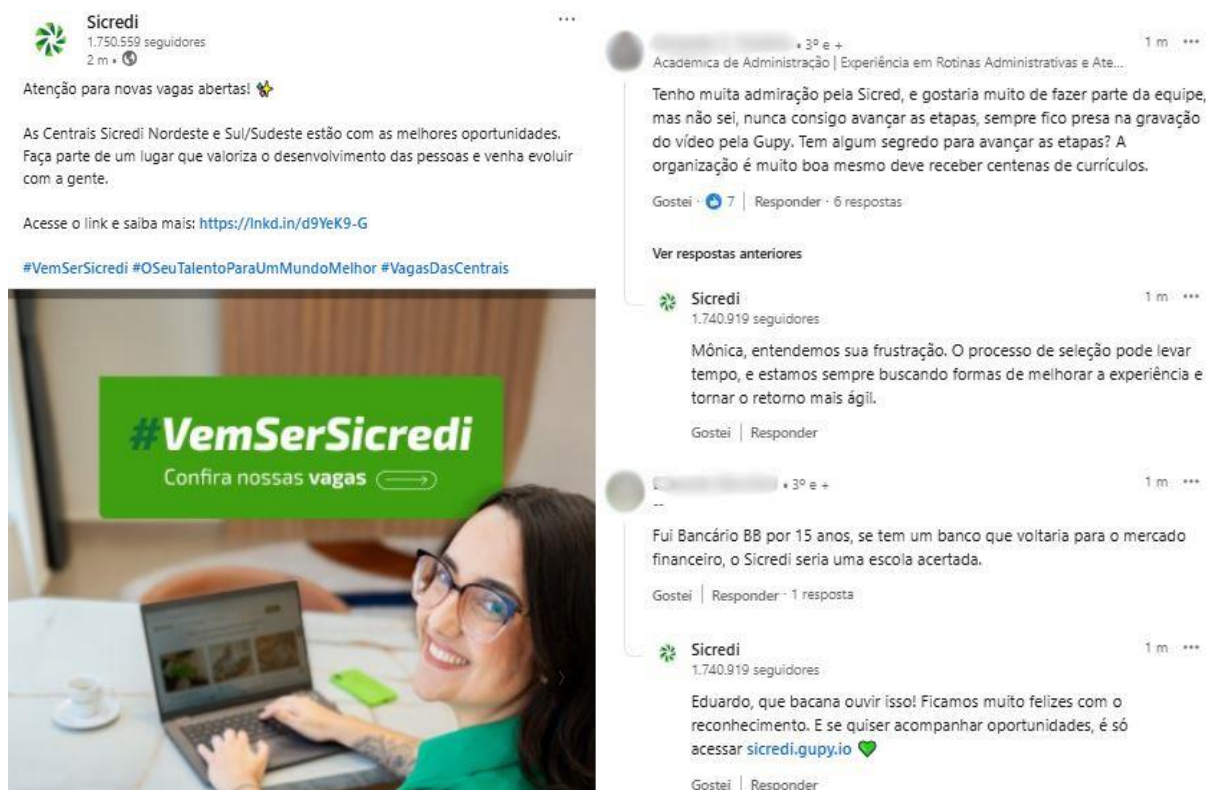 Sicredi
1.750.559 seguidores
2 m •
Atenção para novas vagas abertas! ✨
As Centrais Sicredi Nordeste e Sul/Sudeste estão com as melhores oportunidades.
Faça parte de um lugar que valoriza o desenvolvimento das pessoas e venha evoluir
com a gente.
Acesse o link e saiba mais: https://lnkd.in/d9YeK9-G
#VemSerSicredi #OSeuTalentoParaUmMundoMelhor #VagasDasCentrais
#VemSerSicredi
Confira nossas vagas
• 3º e +
1 m
Acadêmica de Administração | Experiência em Rotinas Administrativas e Ate...
Tenho muita admiração pela Sicred, e gostaria muito de fazer parte da equipe,
mas não sei, nunca consigo avançar as etapas, sempre fico presa na gravação
do vídeo pela Gupy. Tem algum segredo para avançar as etapas? A
organização é muito boa mesmo deve receber centenas de currículos.
Gostei · 7 | Responder · 6 respostas
Ver respostas anteriores
Sicredi
1 m
1.740.919 seguidores
Mônica, entendemos sua frustração. O processo de seleção pode levar
tempo, e estamos sempre buscando formas de melhorar a experiência e
tornar o retorno mais ágil.
Gostei | Responder
• 3º e +
1 m
--
Fui Bancário BB por 15 anos, se tem um banco que voltaria para o mercado
financeiro, o Sicredi seria uma escola acertada.
Gostei | Responder · 1 resposta
Sicredi
1 m
1.740.919 seguidores
Eduardo, que bacana ouvir isso! Ficamos muito felizes com o
reconhecimento. E se quiser acompanhar oportunidades, é só
acessar sicredi.gupy.io 💚
Gostei | Responder